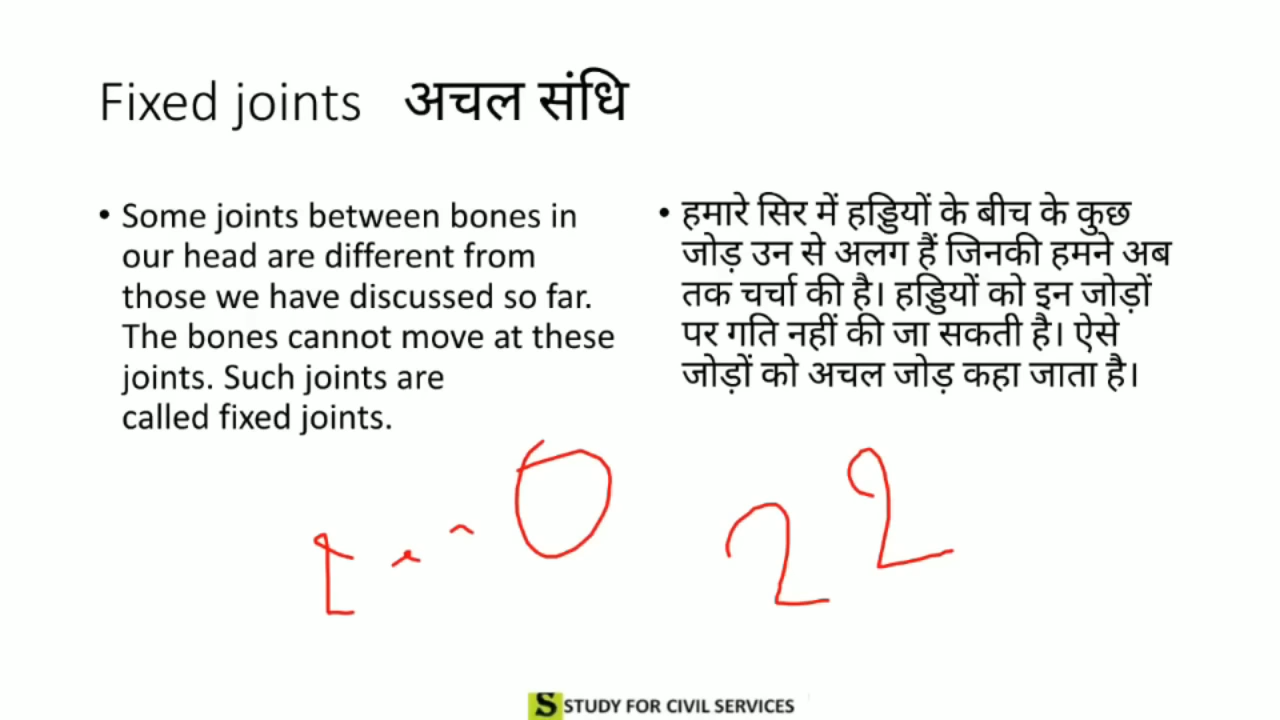 Fixed joints अचल संधि
• Some joints between bones in
our head are different from
those we have discussed so far.
The bones cannot move at these
joints. Such joints are
called fixed joints.
• हमारे सिर में हड्डियों के बीच के कुछ
जोड़ उन से अलग हैं जिनकी हमने अब
तक चर्चा की है। हड्डियों को इन जोड़ों
पर गति नहीं की जा सकती है। ऐसे
जोड़ों को अचल जोड़ कहा जाता है।
22
S STUDY FOR CIVIL SERVICES